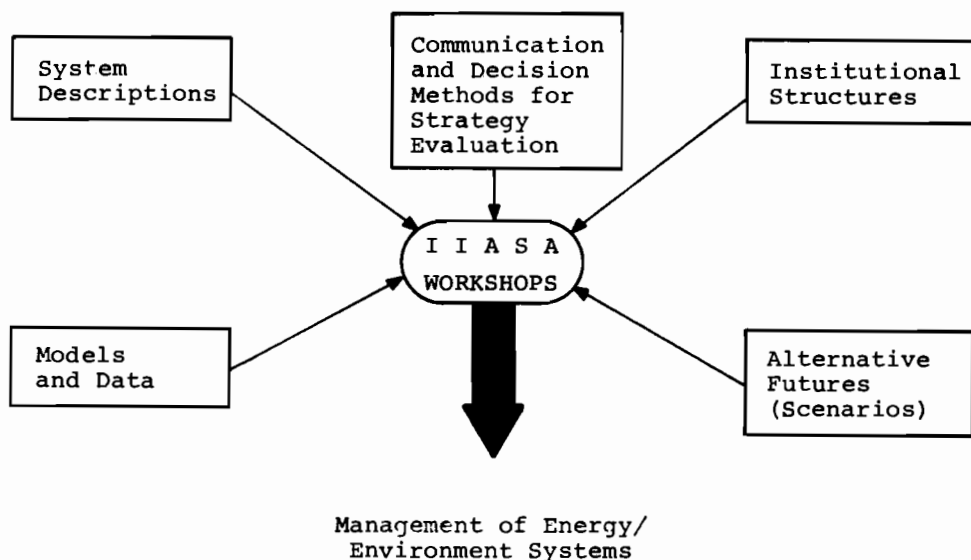 System
Descriptions
Communication
and Decision
Methods for
Strategy
Evaluation
Institutional
Structures
I I A S A
WORKSHOPS
Models
and Data
Alternative
Futures
(Scenarios)
Management of Energy/
Environment Systems